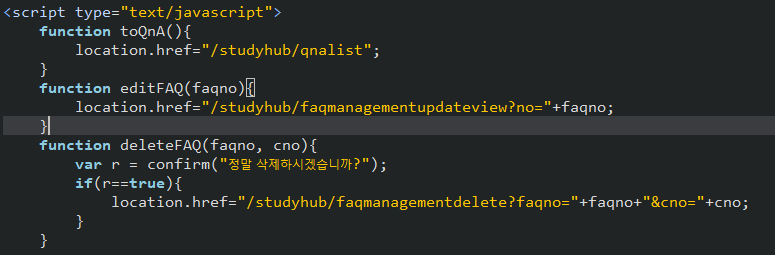 <script type="text/javascript">
function toQnA(){
location.href="/studyhub/qnalist";
}
function editFAQ(faqno){
location.href="/studyhub/faqmanagementupdateview?no="+faqno;
}
function deleteFAQ(faqno, cno){
var r = confirm("정말 삭제하시겠습니까?");
if(r==true){
location.href="/studyhub/faqmanagementdelete?faqno="+faqno+"&cno="+cno;
}
}